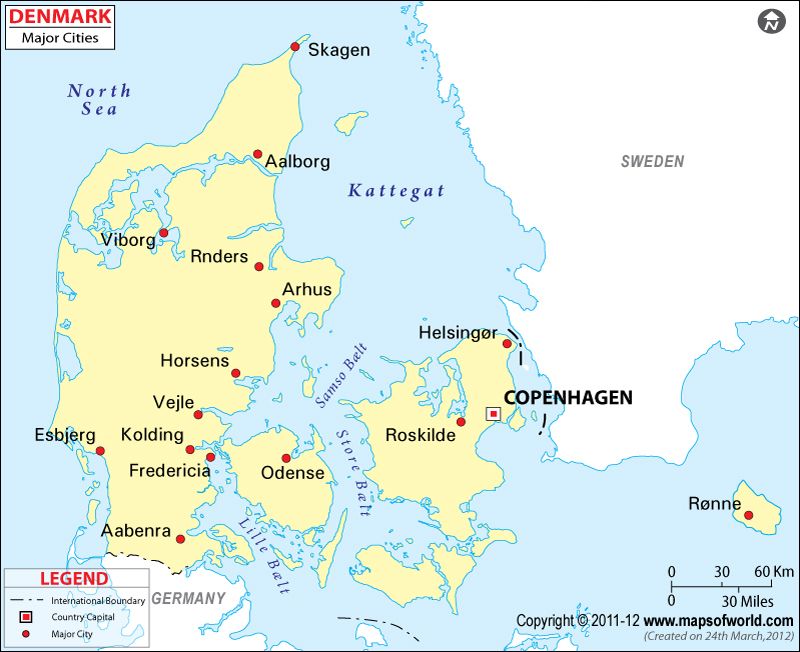 DENMARK
Major Cities
N
Skagen
North
Sea
Aalborg
SWEDEN
Kattegat
Viborg
Rnders
Arhus
Helsingør
Horsens
Samso Bælt
COPENHAGEN
Vejle
Esbjerg
Kolding
Roskilde
Store Bælt
Fredericia
Odense
Rønne
Aabenra
Lille Bælt
LEGEND
International Boundary
Country Capital
Major City
GERMANY
0 30 60 Km
0 30 Miles
Copyright © 2011-12 www.mapsofworld.com
(Created on 24th March,2012)